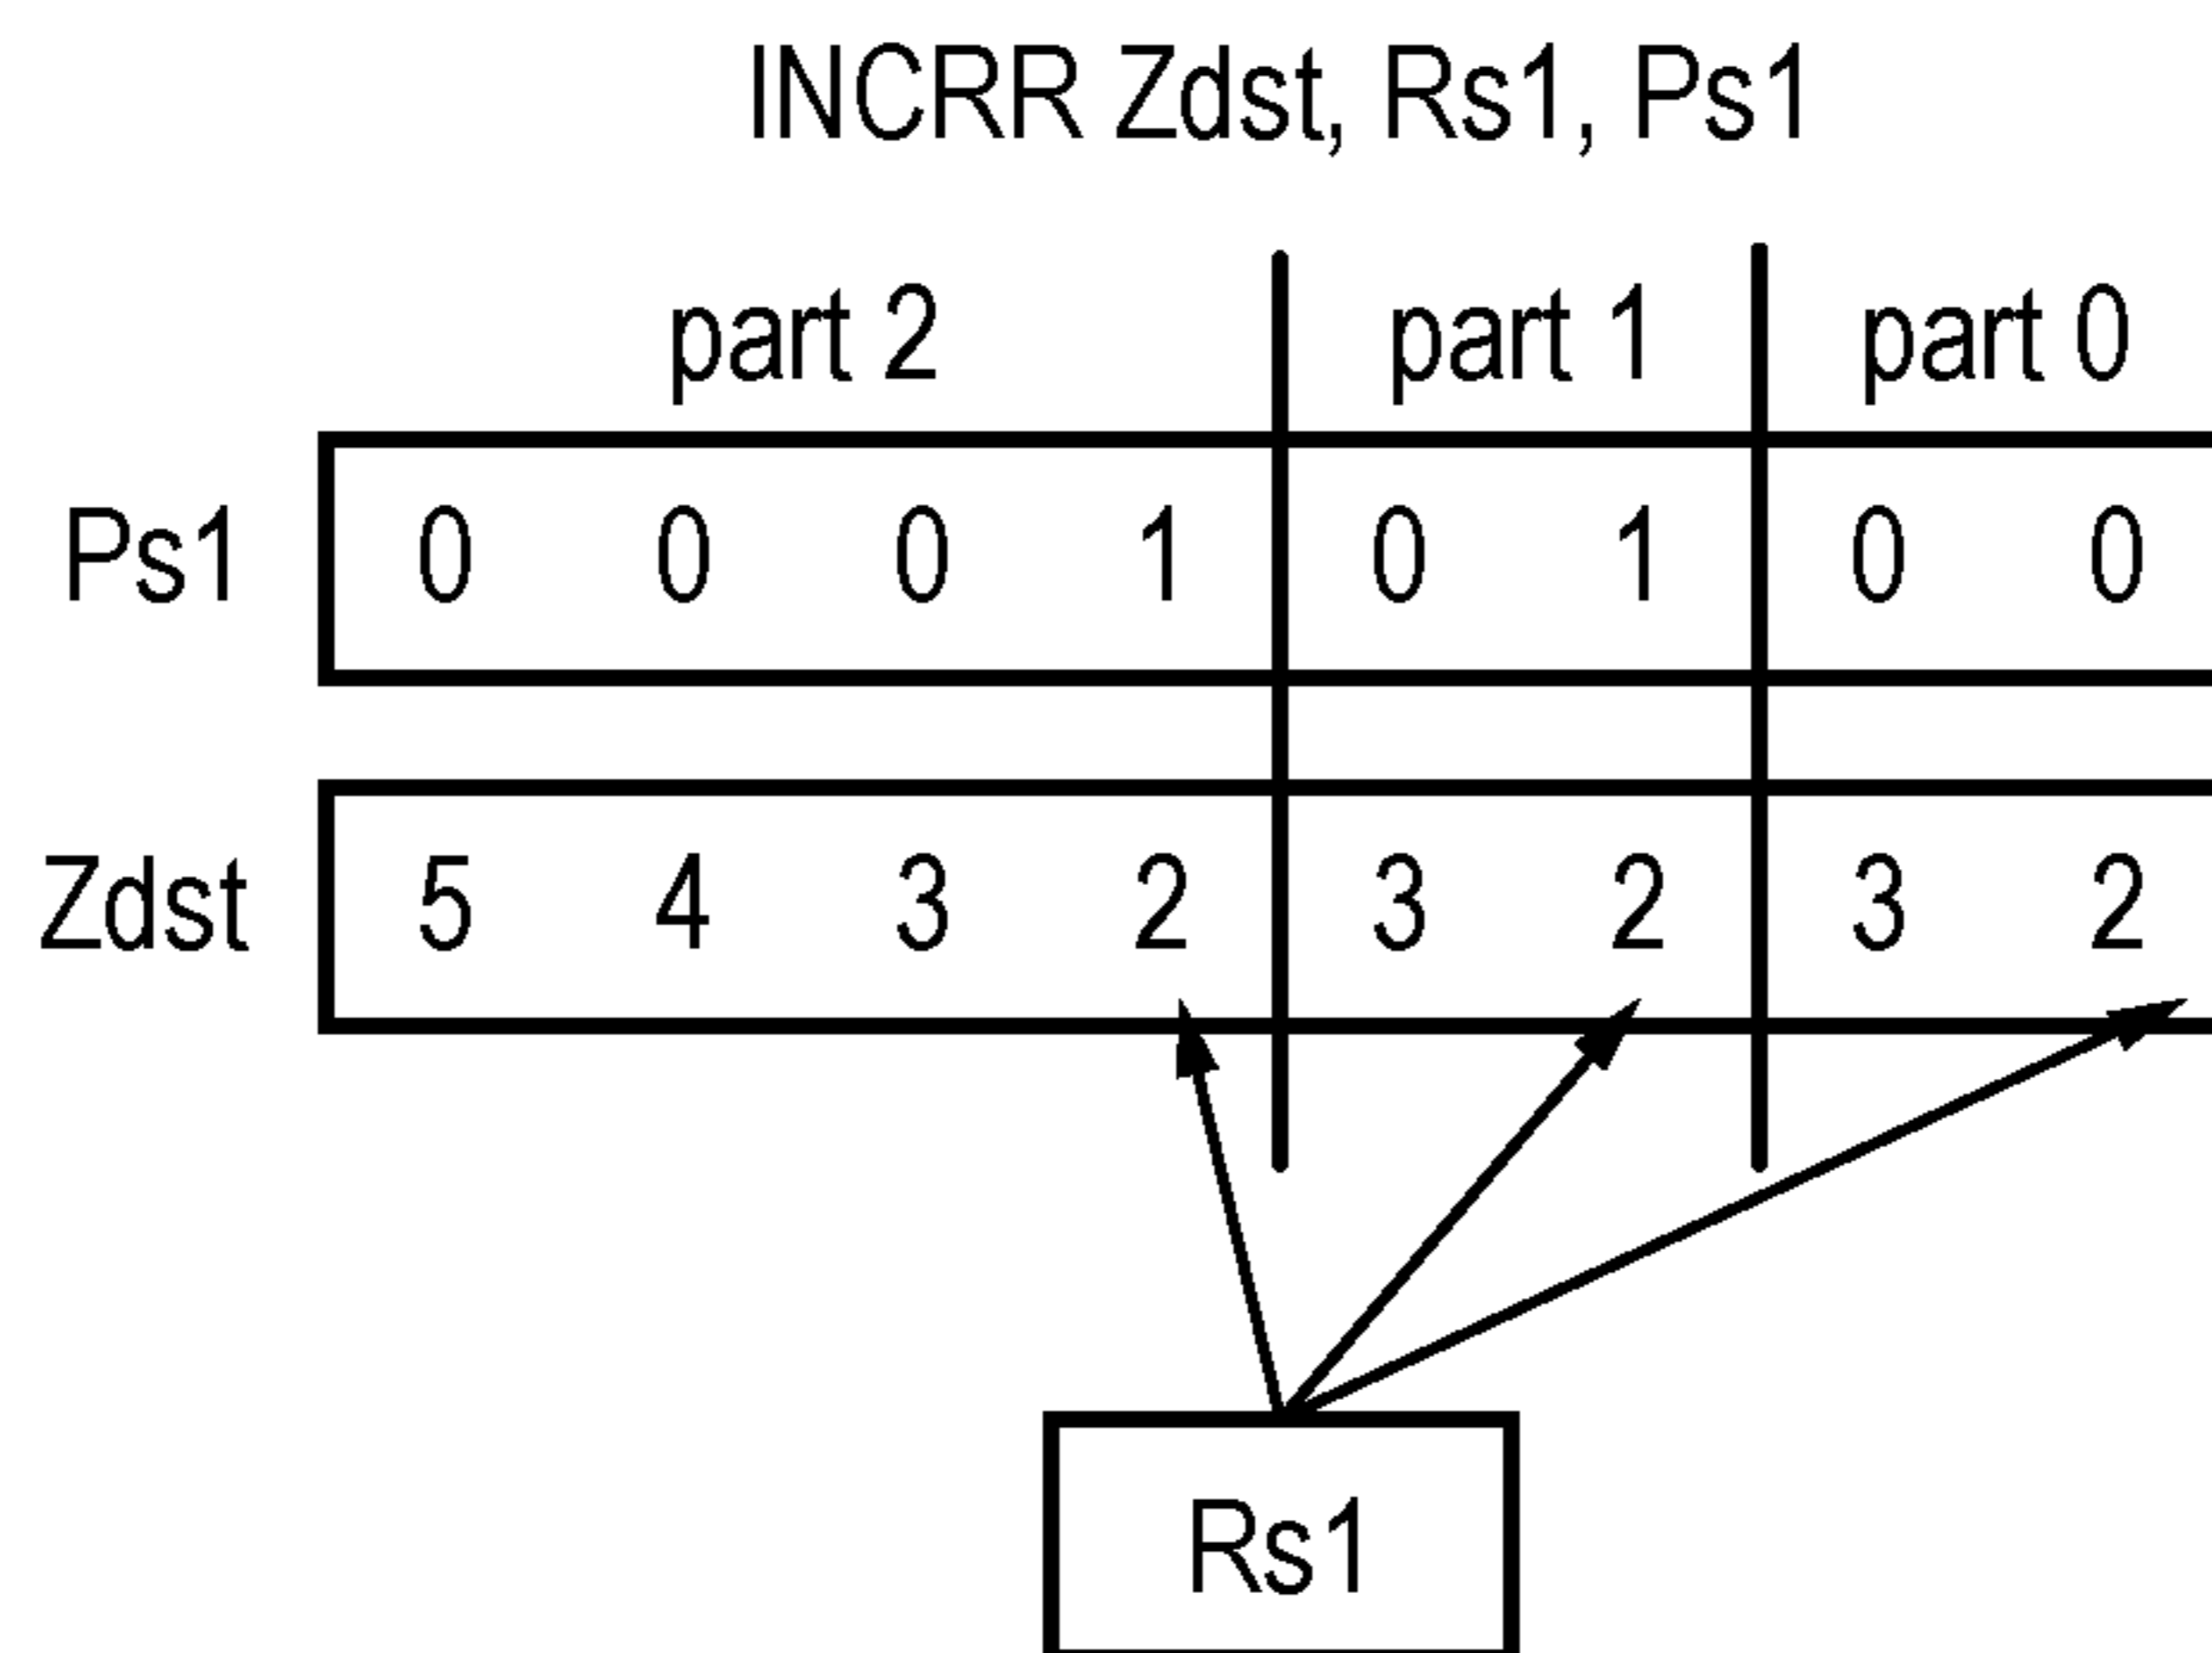 INCRR Zdst, Rs1, Ps1
part 2 part 1 part 0
Ps1 0 0 0 1 0 1 0 0
Zdst 5 4 3 2 3 2 3 2
Rs1